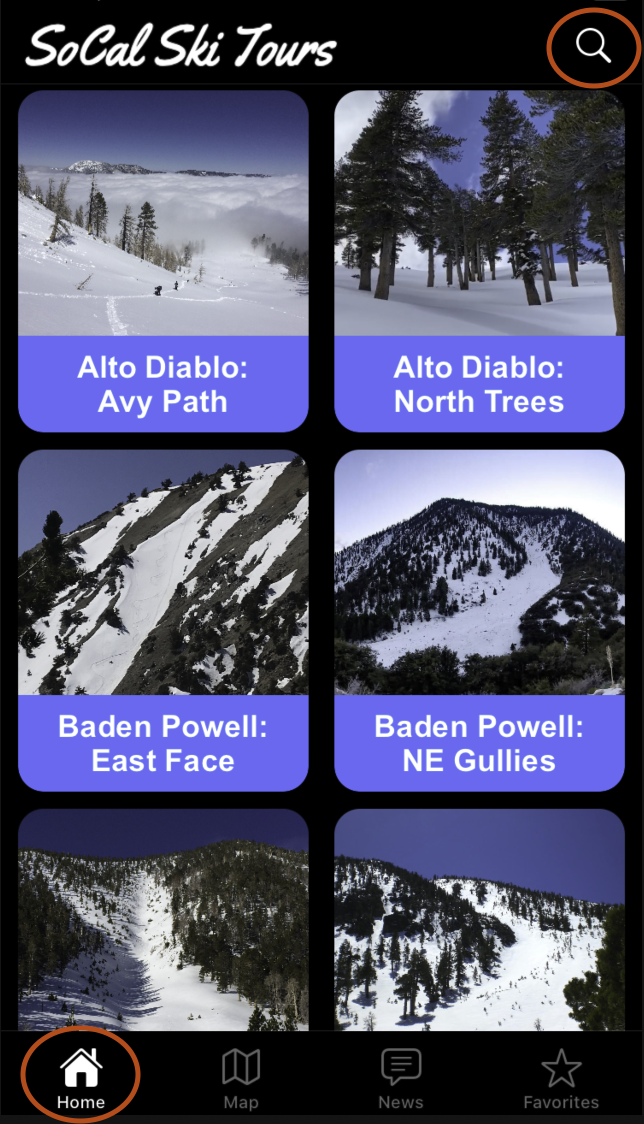 SoCal Ski Tours
Alto Diablo:
Avy Path
Alto Diablo:
North Trees
Baden Powell:
East Face
Baden Powell:
NE Gullies
Home
Map
News
Favorites